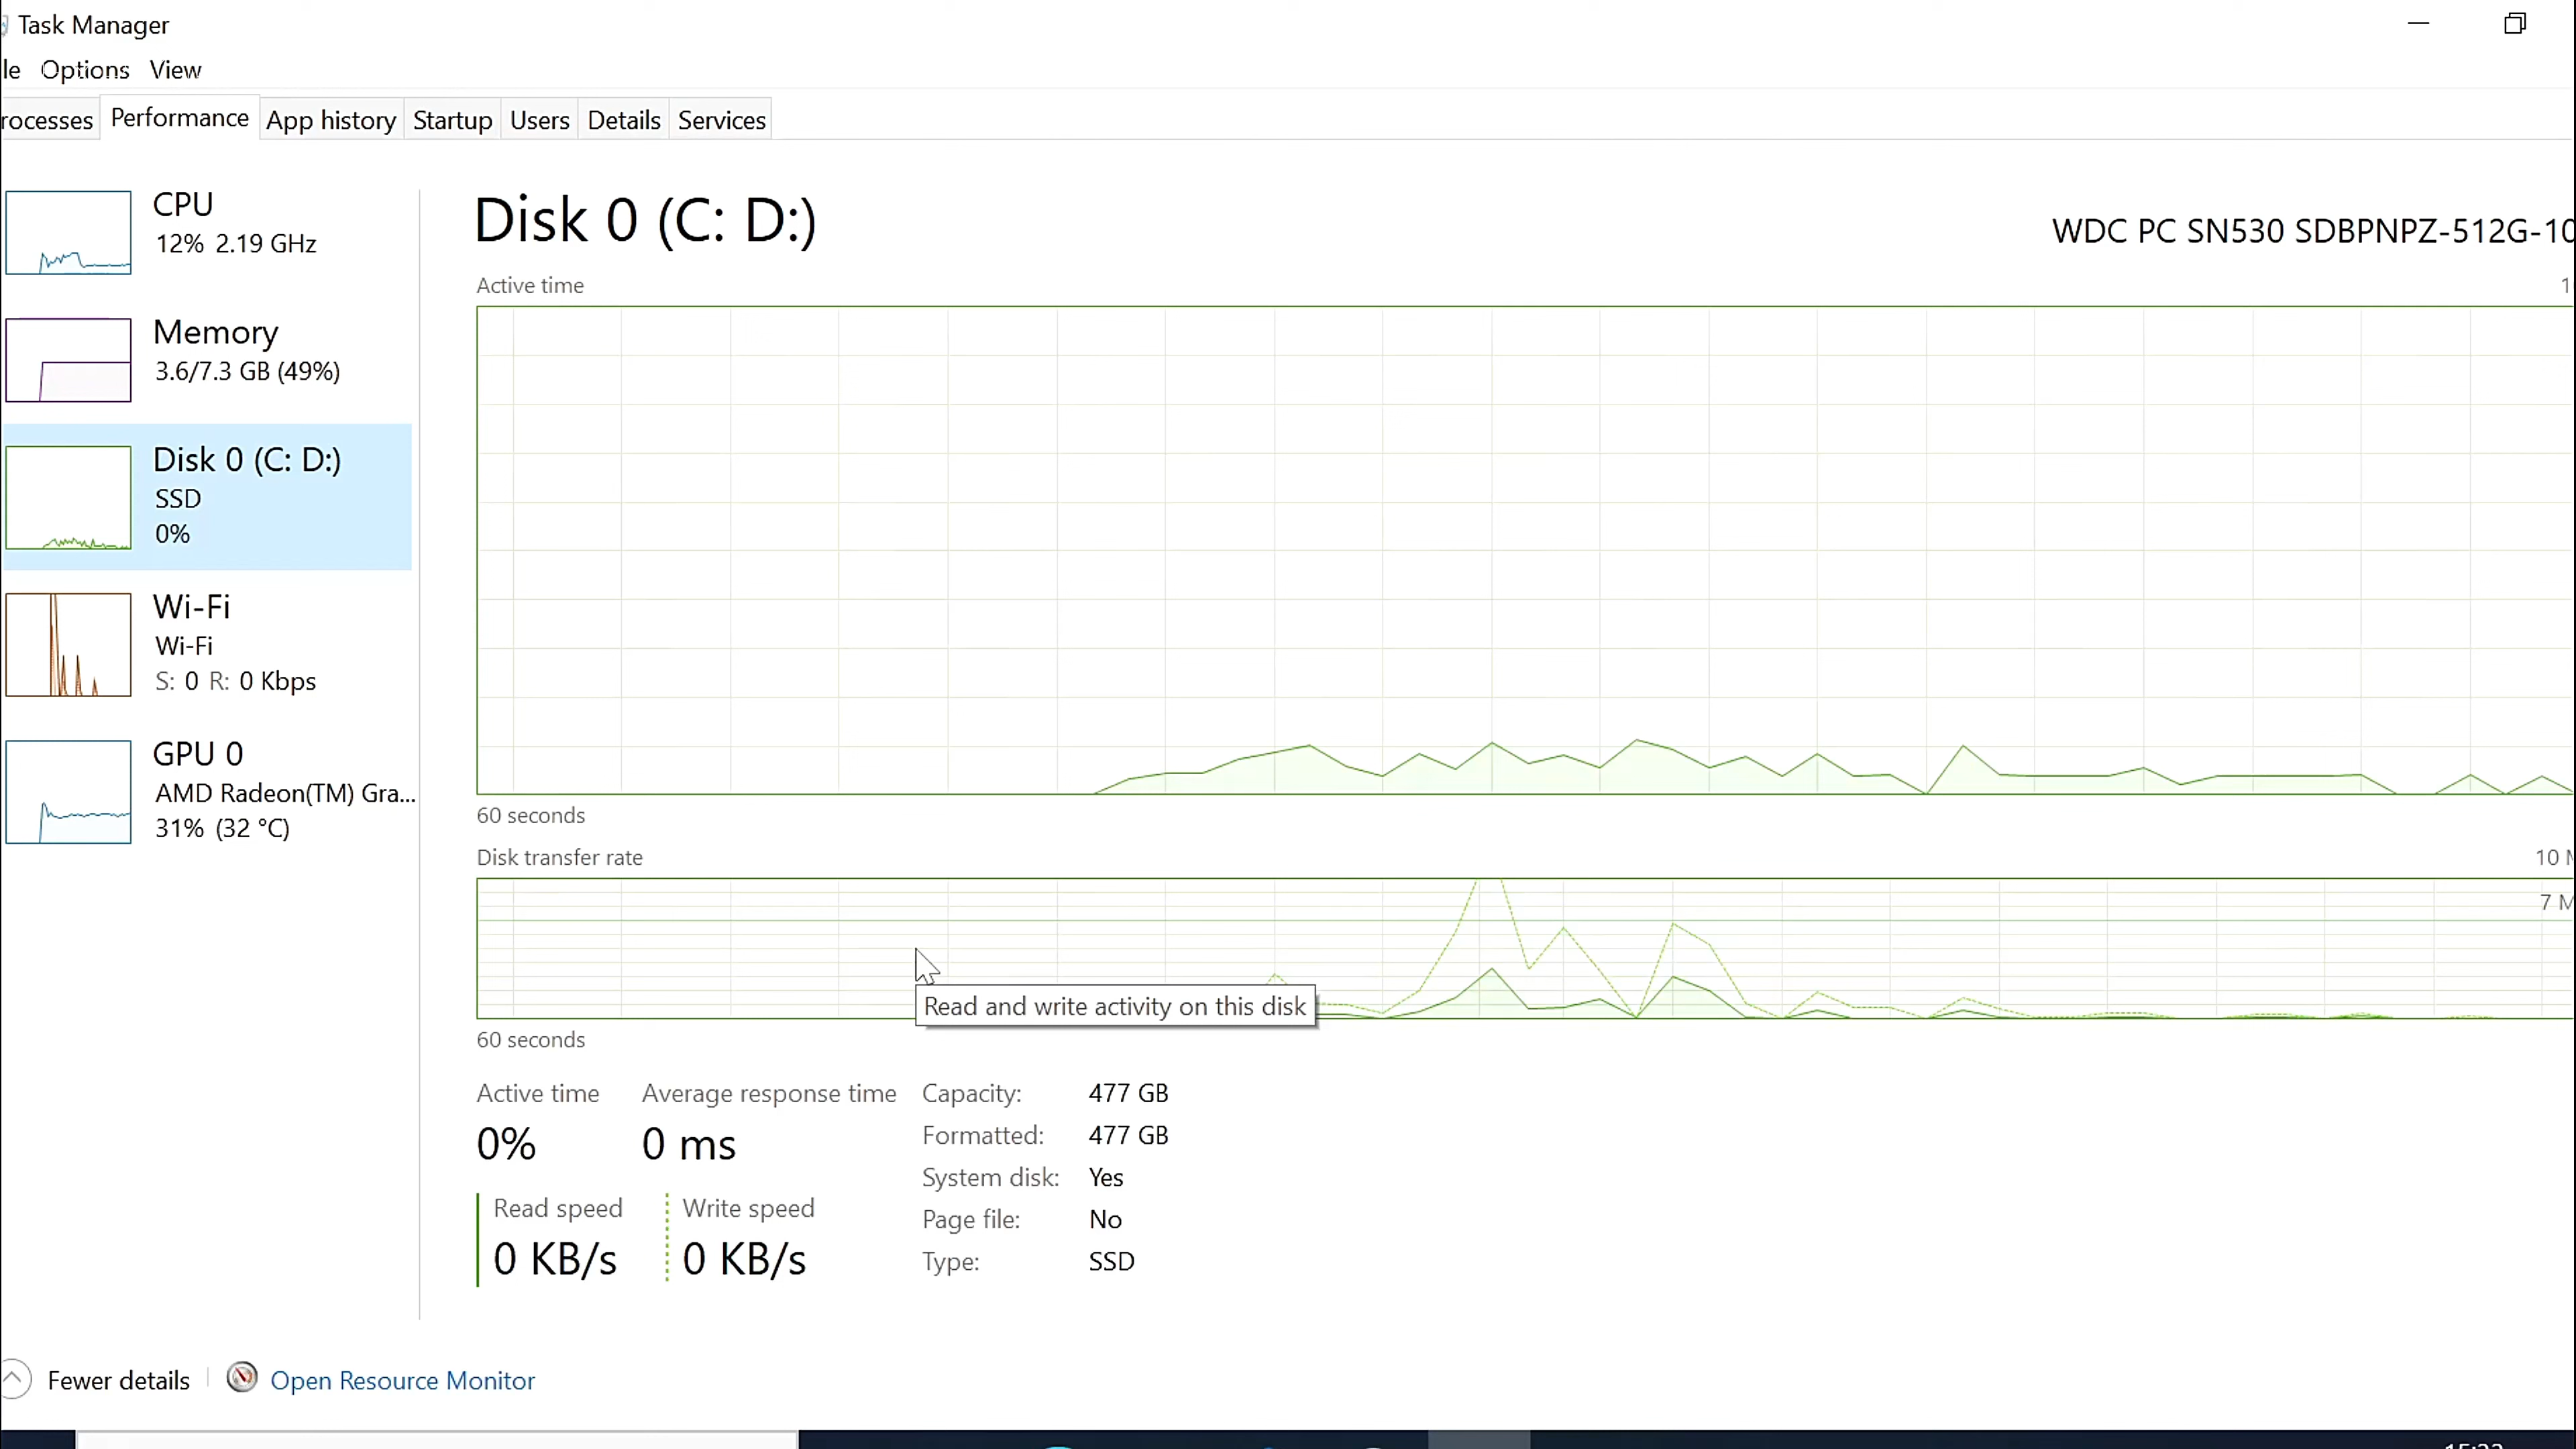 Task Manager
le Options View
rocesses Performance App history Startup Users Details Services
CPU
12% 2.19 GHz
Memory
3.6/7.3 GB (49%)
Disk 0 (C: D:)
SSD
0%
Wi-Fi
Wi-Fi
S: 0 R: 0 Kbps
GPU 0
AMD Radeon(TM) Gra...
31% (32 °C)
Disk 0 (C: D:)
WDC PC SN530 SDBPNPZ-512G-10
Active time
1
60 seconds
Disk transfer rate
10 M
7 M
Read and write activity on this disk
60 seconds
Active time Average response time
0% 0 ms
Read speed Write speed
0 KB/s 0 KB/s
Capacity: 477 GB
Formatted: 477 GB
System disk: Yes
Page file: No
Type: SSD
Fewer details Open Resource Monitor